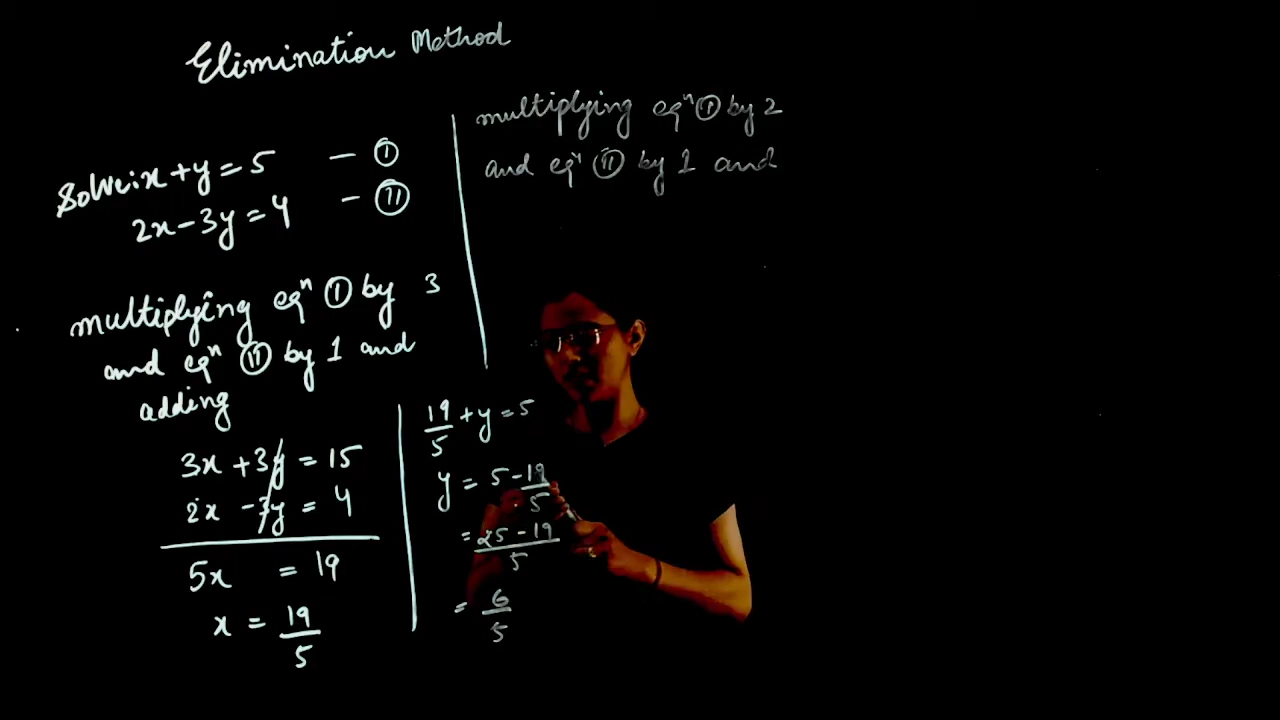 Elimination Method
Solve: x + y = 5 — Ⓘ
2x - 3y = 4 — ⓘⓘ
multiplying eqⁿ Ⓘ by 3
and eqⁿ ⓘⓘ by 1 and
adding
3x + 3y = 15
2x - 3y = 4
5x = 19
x = 19/5
19/5 + y = 5
y = 5 - 19/5
= 25 - 19/5
= 6/5
multiplying eqⁿ Ⓘ by 2
and eqⁿ ⓘⓘ by 1 and